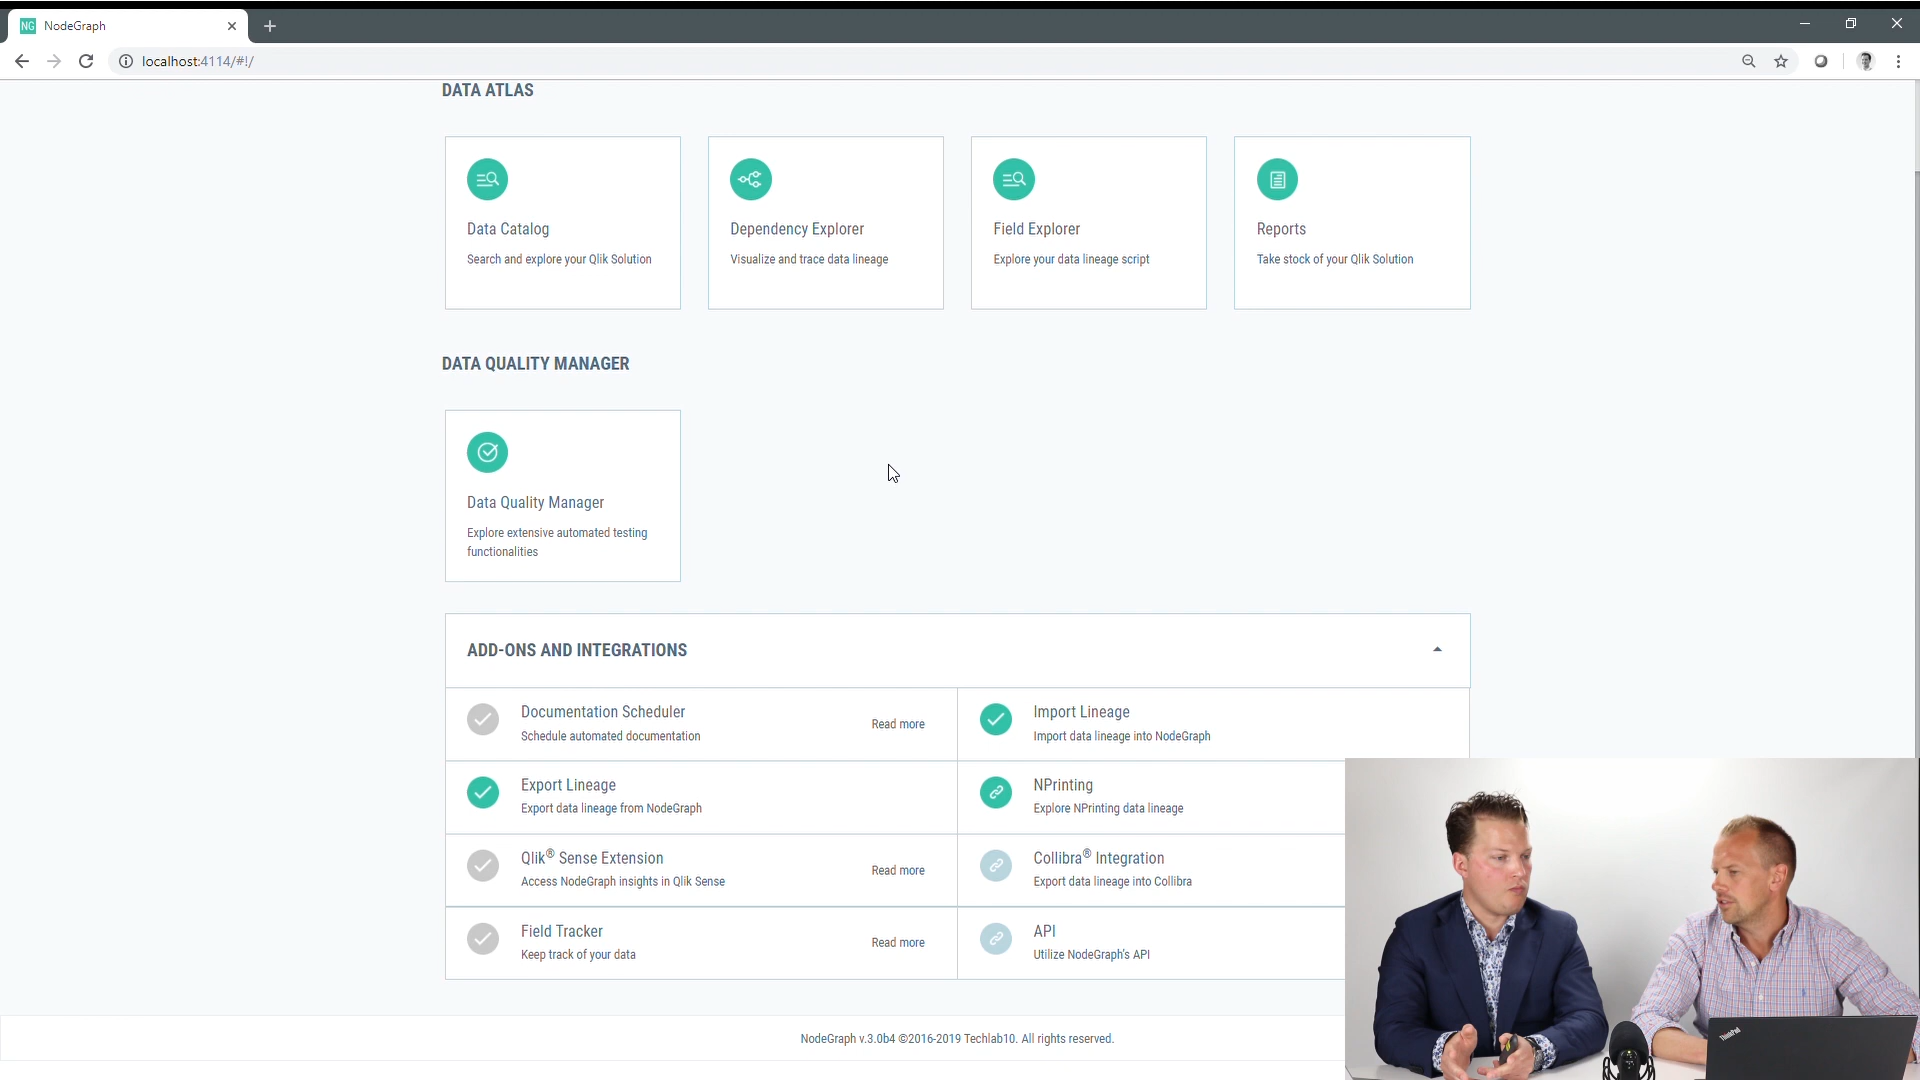 NG NodeGraph
localhost:4114/#!/
DATA ATLAS
Data Catalog
Search and explore your Qlik Solution
Dependency Explorer
Visualize and trace data lineage
Field Explorer
Explore your data lineage script
Reports
Take stock of your Qlik Solution
DATA QUALITY MANAGER
Data Quality Manager
Explore extensive automated testing
functionalities
ADD-ONS AND INTEGRATIONS
Documentation Scheduler
Schedule automated documentation
Read more
Import Lineage
Import data lineage into NodeGraph
Export Lineage
Export data lineage from NodeGraph
NPrinting
Explore NPrinting data lineage
Qlik® Sense Extension
Access NodeGraph insights in Qlik Sense
Read more
Collibra® Integration
Export data lineage into Collibra
Field Tracker
Keep track of your data
Read more
API
Utilize NodeGraph's API
NodeGraph v.3.0b4 ©2016-2019 Techlab10. All rights reserved.
ThinkPad